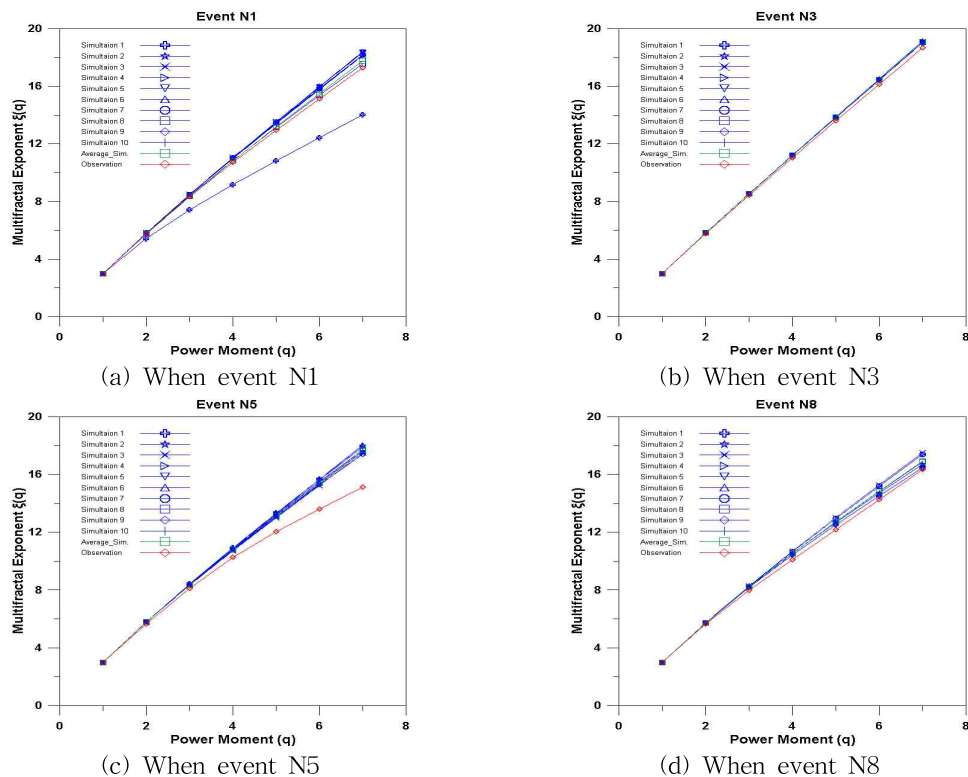 Event N1
20
16
12
8
4
0
Multifractal Exponent ξ(q)
Simultaion 1
Simultaion 2
Simultaion 3
Simultaion 4
Simultaion 5
Simultaion 6
Simultaion 7
Simultaion 8
Simultaion 9
Simultaion 10
Average_Sim.
Observation
0 2 4 6 8
Power Moment (q)
(a) When event N1
Event N3
20
16
12
8
4
0
Multifractal Exponent ξ(q)
Simultaion 1
Simultaion 2
Simultaion 3
Simultaion 4
Simultaion 5
Simultaion 6
Simultaion 7
Simultaion 8
Simultaion 9
Simultaion 10
Average_Sim.
Observation
0 2 4 6 8
Power Moment (q)
(b) When event N3
Event N5
20
16
12
8
4
0
Multifractal Exponent ξ(q)
Simultaion 1
Simultaion 2
Simultaion 3
Simultaion 4
Simultaion 5
Simultaion 6
Simultaion 7
Simultaion 8
Simultaion 9
Simultaion 10
Average_Sim.
Observation
0 2 4 6 8
Power Moment (q)
(c) When event N5
Event N8
20
16
12
8
4
0
Multifractal Exponent ξ(q)
Simultaion 1
Simultaion 2
Simultaion 3
Simultaion 4
Simultaion 5
Simultaion 6
Simultaion 7
Simultaion 8
Simultaion 9
Simultaion 10
Average_Sim.
Observation
0 2 4 6 8
Power Moment (q)
(d) When event N8